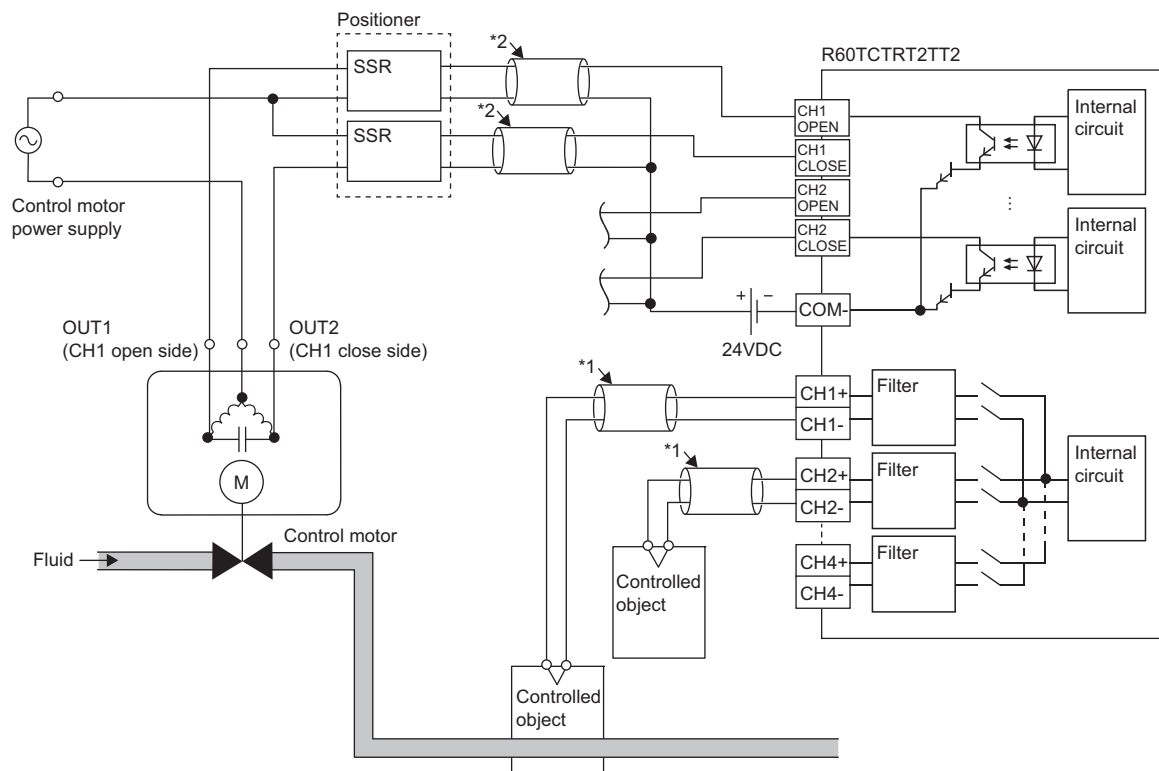 Positioner
*2
R60TCTRT2TT2
SSR
CH1
OPEN
Internal
circuit
*2
SSR
CH1
CLOSE
CH2
OPEN
...
Control motor
power supply
CH2
CLOSE
Internal
circuit
+
−
COM-
24VDC
OUT1
(CH1 open side)
OUT2
(CH1 close side)
*1
CH1+
CH1-
Filter
*1
CH2+
CH2-
Filter
Internal
circuit
M
Control motor
Fluid
CH4+
CH4-
Filter
Controlled
object
Controlled
object